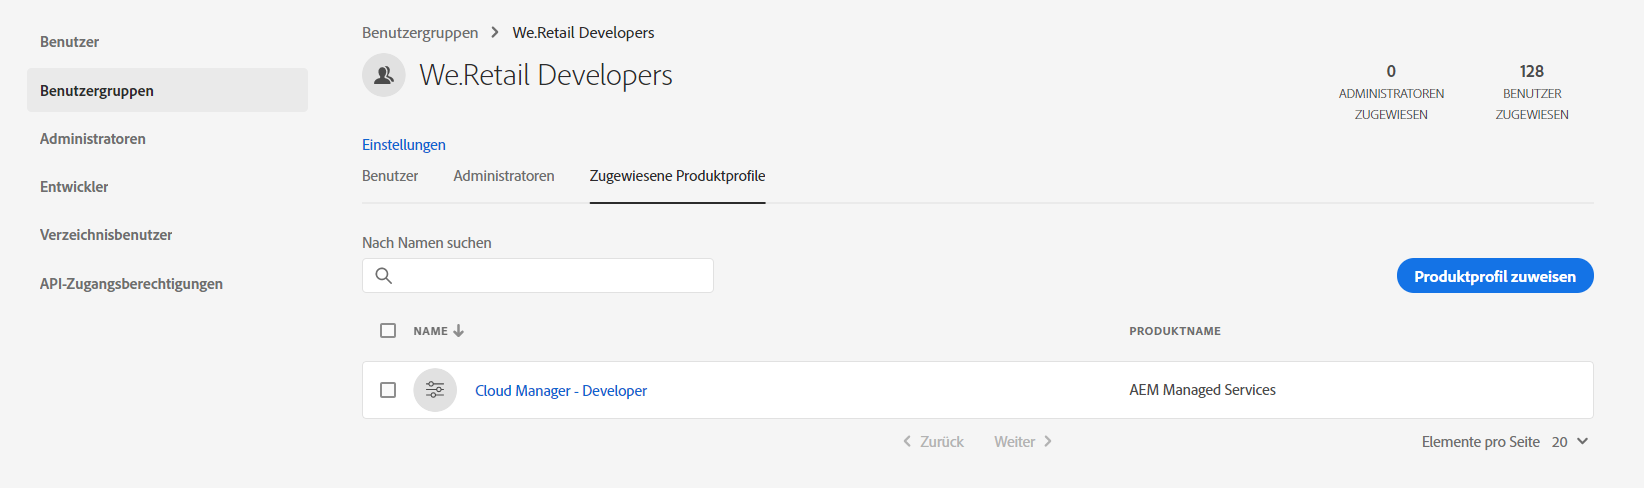 Benutzer
Benutzergruppen
Administratoren
Entwickler
Verzeichnisbenutzer
API-Zugangsberechtigungen
Benutzergruppen > We.Retail Developers
We.Retail Developers
0
ADMINISTRATOREN
ZUGEWIESEN
128
BENUTZER
ZUGEWIESEN
Einstellungen
Benutzer Administratoren Zugewiesene Produktprofile
Nach Namen suchen
Produktprofil zuweisen
NAME PRODUKTNAME
Cloud Manager - Developer AEM Managed Services
Zurück Weiter Elemente pro Seite 20